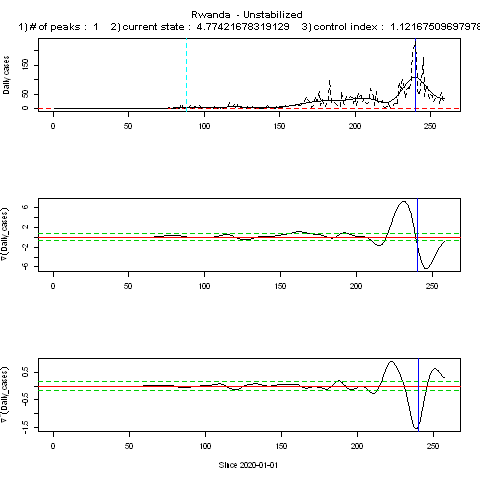 Rwanda - Unstabilized
1) # of peaks : 1 2) current state : 4.77421678319129 3) control index : 1.12167509697978
Daily cases
0 50 150
0 50 100 150 200 250
∇(Daily_cases)
-6 -2 2 6
0 50 100 150 200 250
∇²(Daily_cases)
-1.5 -0.5 0.5
0 50 100 150 200 250
Since 2020-01-01